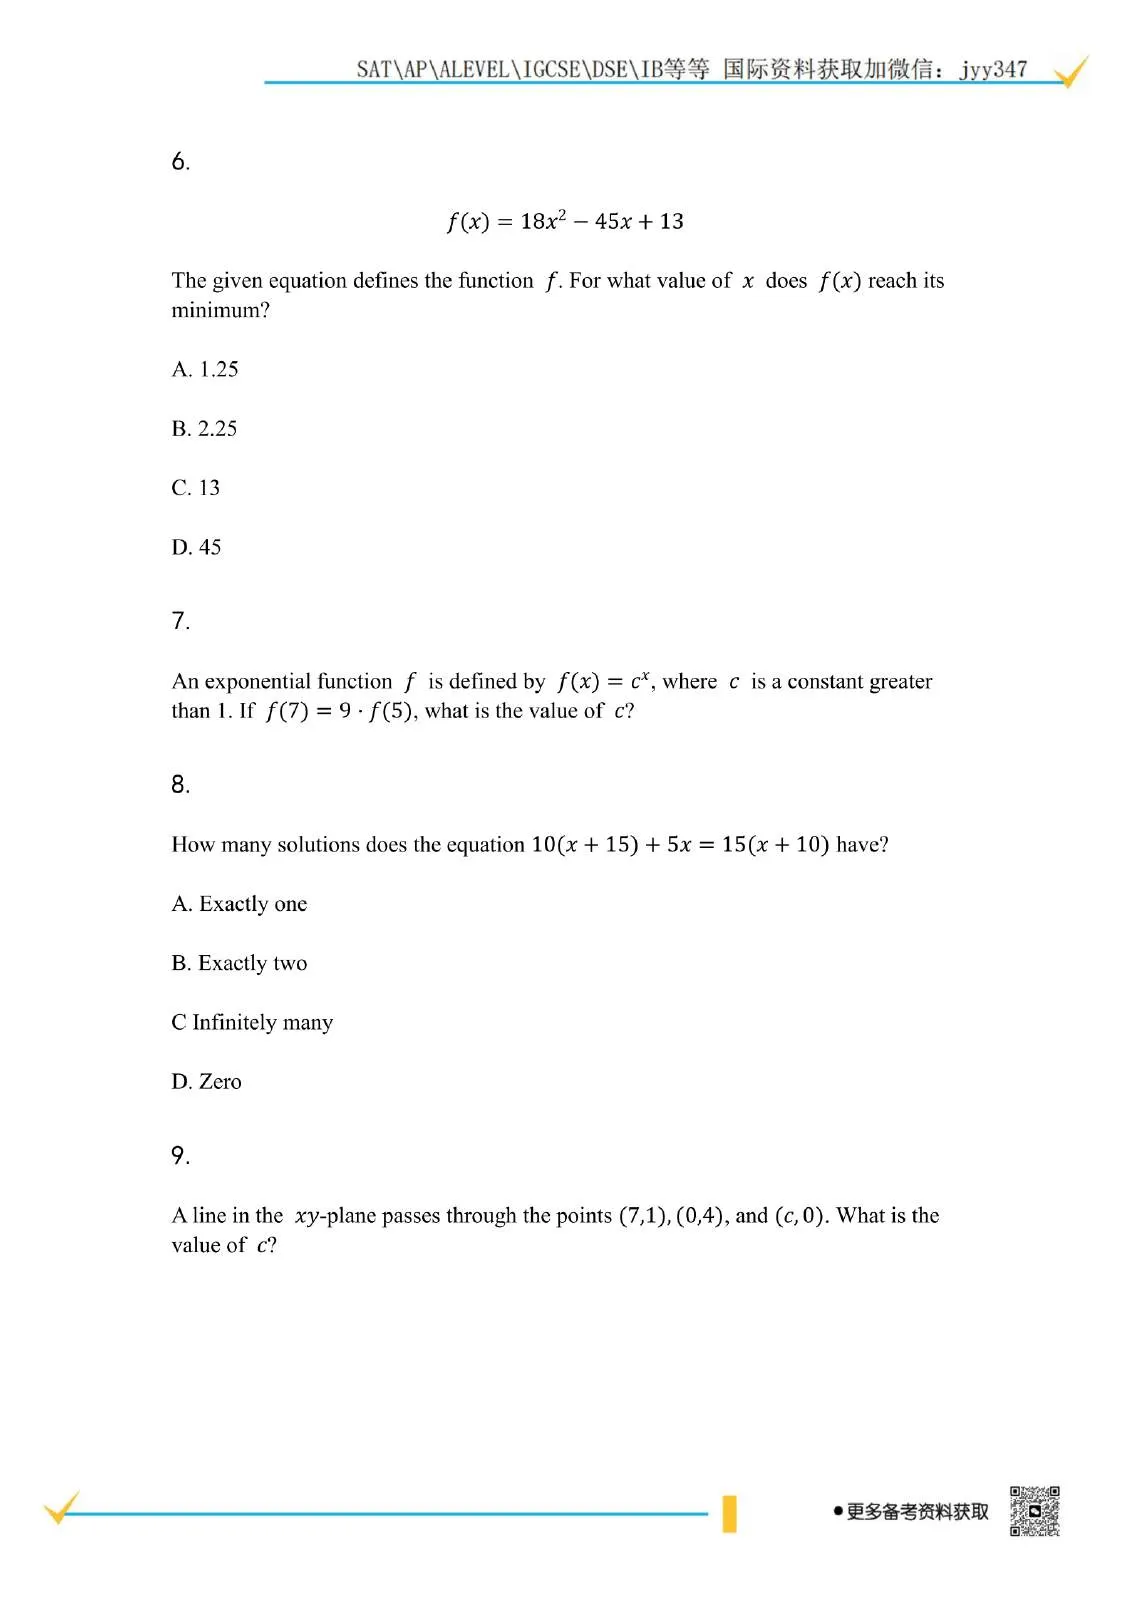 SAT\AP\ALEVEL\IGCSE\DSE\IB等等 国际资料获取加微信：jyy347
6.
f(x) = 18x² − 45x + 13
The given equation defines the function f. For what value of x does f(x) reach its
minimum?
A. 1.25
B. 2.25
C. 13
D. 45
7.
An exponential function f is defined by f(x) = cˣ, where c is a constant greater
than 1. If f(7) = 9 · f(5), what is the value of c?
8.
How many solutions does the equation 10(x + 15) + 5x = 15(x + 10) have?
A. Exactly one
B. Exactly two
C Infinitely many
D. Zero
9.
A line in the xy-plane passes through the points (7,1), (0,4), and (c, 0). What is the
value of c?
●更多备考资料获取